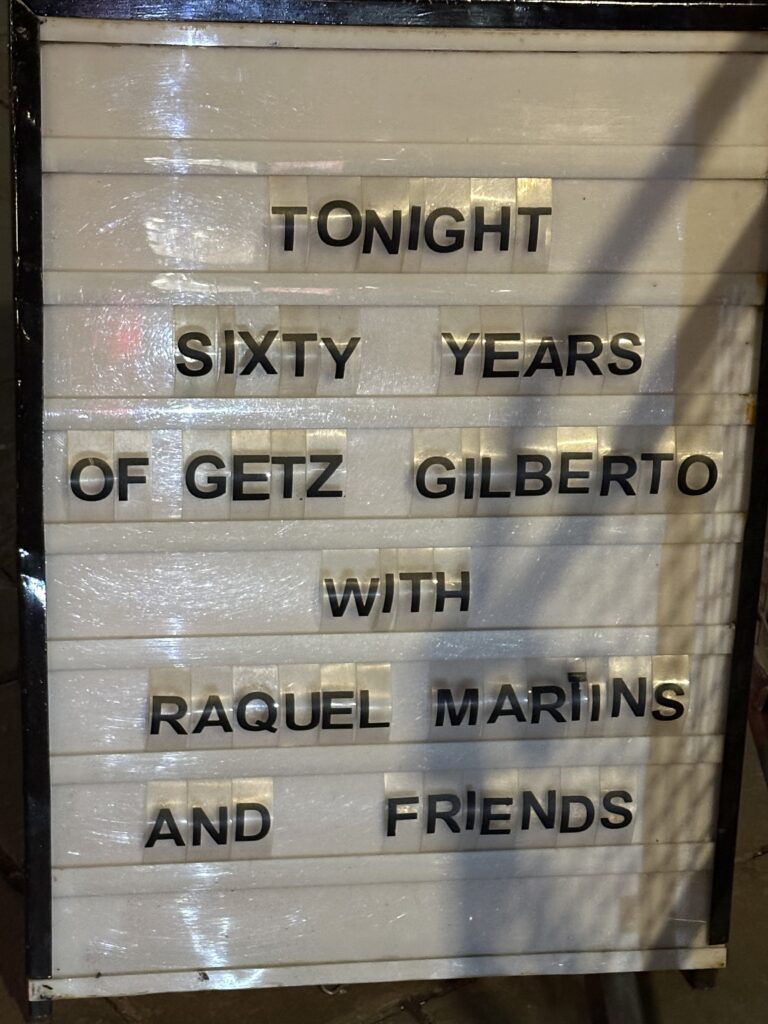 TONIGHT
SIXTY YEARS
OF GETZ GILBERTO
WITH
RAQUEL MARTINS
AND FRIENDS